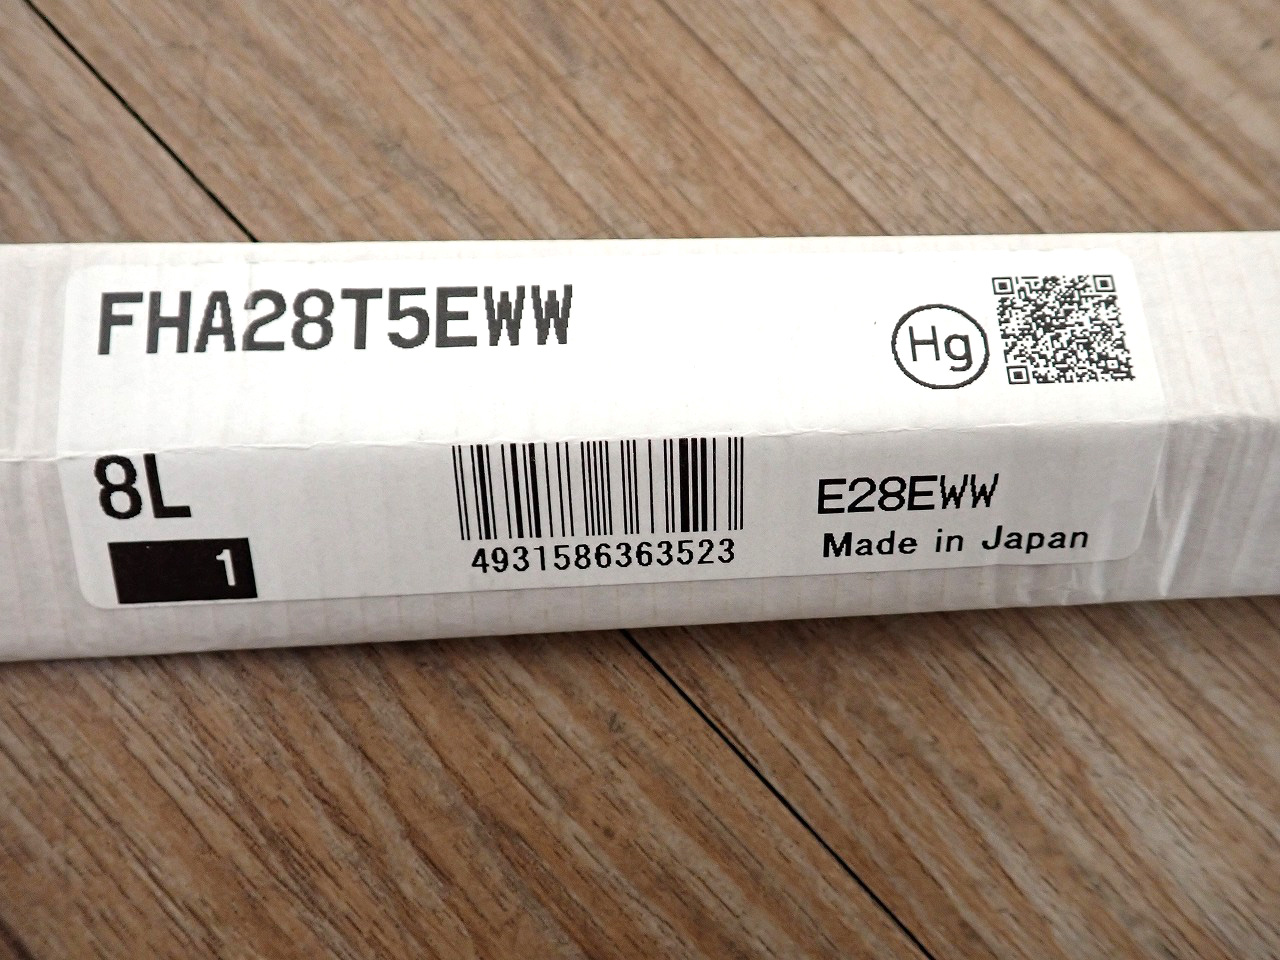 FHA28T5EWW
Hg
8L
1
4931586363523
E28EWW
Made in Japan